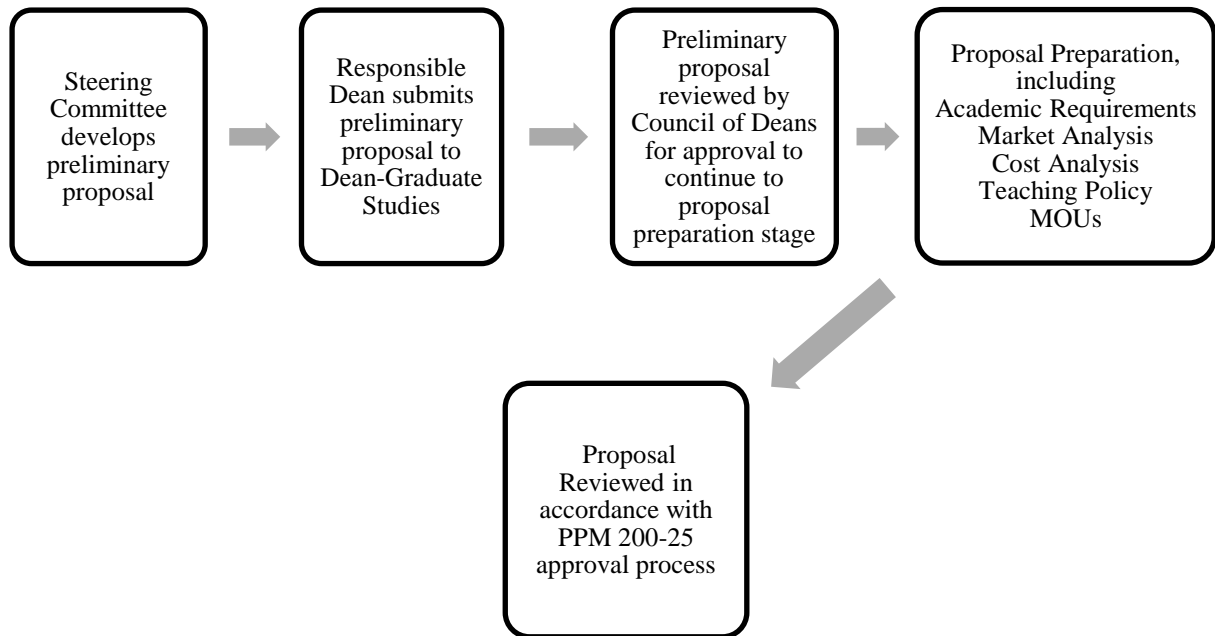 Steering
Committee
develops
preliminary
proposal
Responsible
Dean submits
preliminary
proposal to
Dean-Graduate
Studies
Preliminary
proposal
reviewed by
Council of Deans
for approval to
continue to
proposal
preparation stage
Proposal Preparation,
including
Academic Requirements
Market Analysis
Cost Analysis
Teaching Policy
MOUs
Proposal
Reviewed in
accordance with
PPM 200-25
approval process